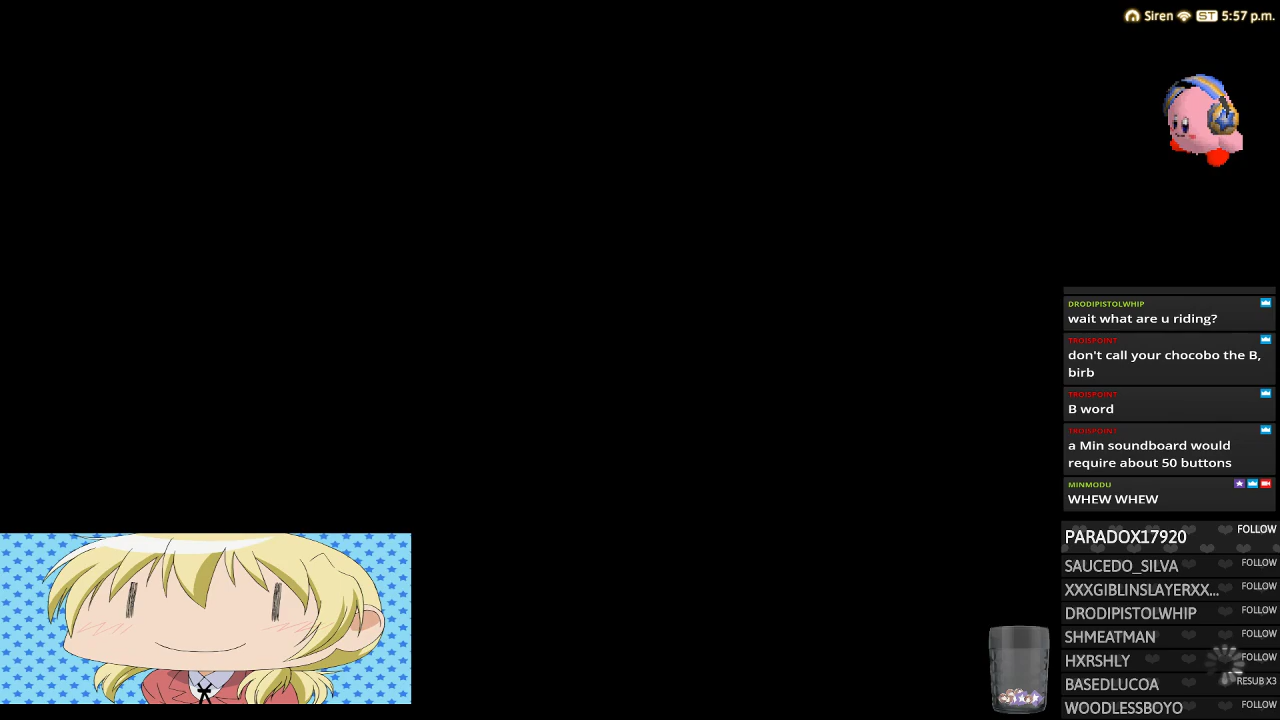 Siren ST 5:57 p.m.
DRODIPISTOLWHIP
wait what are u riding?
TROISPOINT
don't call your chocobo the B,
birb
TROISPOINT
B word
TROISPOINT
a Min soundboard would
require about 50 buttons
MINMODU
WHEW WHEW
PARADOX17920 FOLLOW
SAUCEDO_SILVA FOLLOW
XXXGIBLINSLAYERXX... FOLLOW
DRODIPISTOLWHIP FOLLOW
SHMEATMAN FOLLOW
HXRSHLY FOLLOW
BASEDLUCOA RESUB X3
WOODLESSBOYO FOLLOW